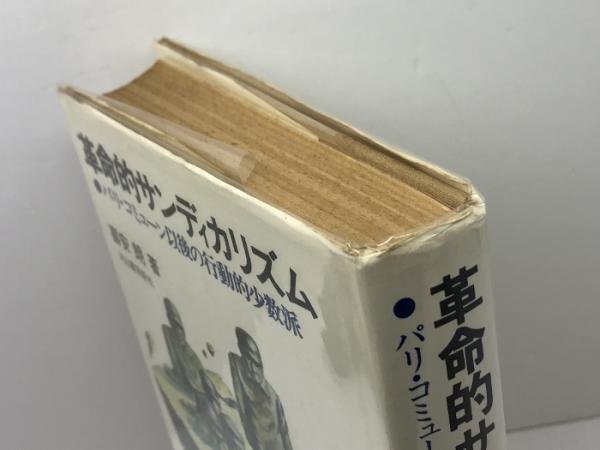 革命的サンディカリズム
●パリ・コミューン以後の行動的少数派
喜安朗 著
革命的サ
●パリ・コミュー